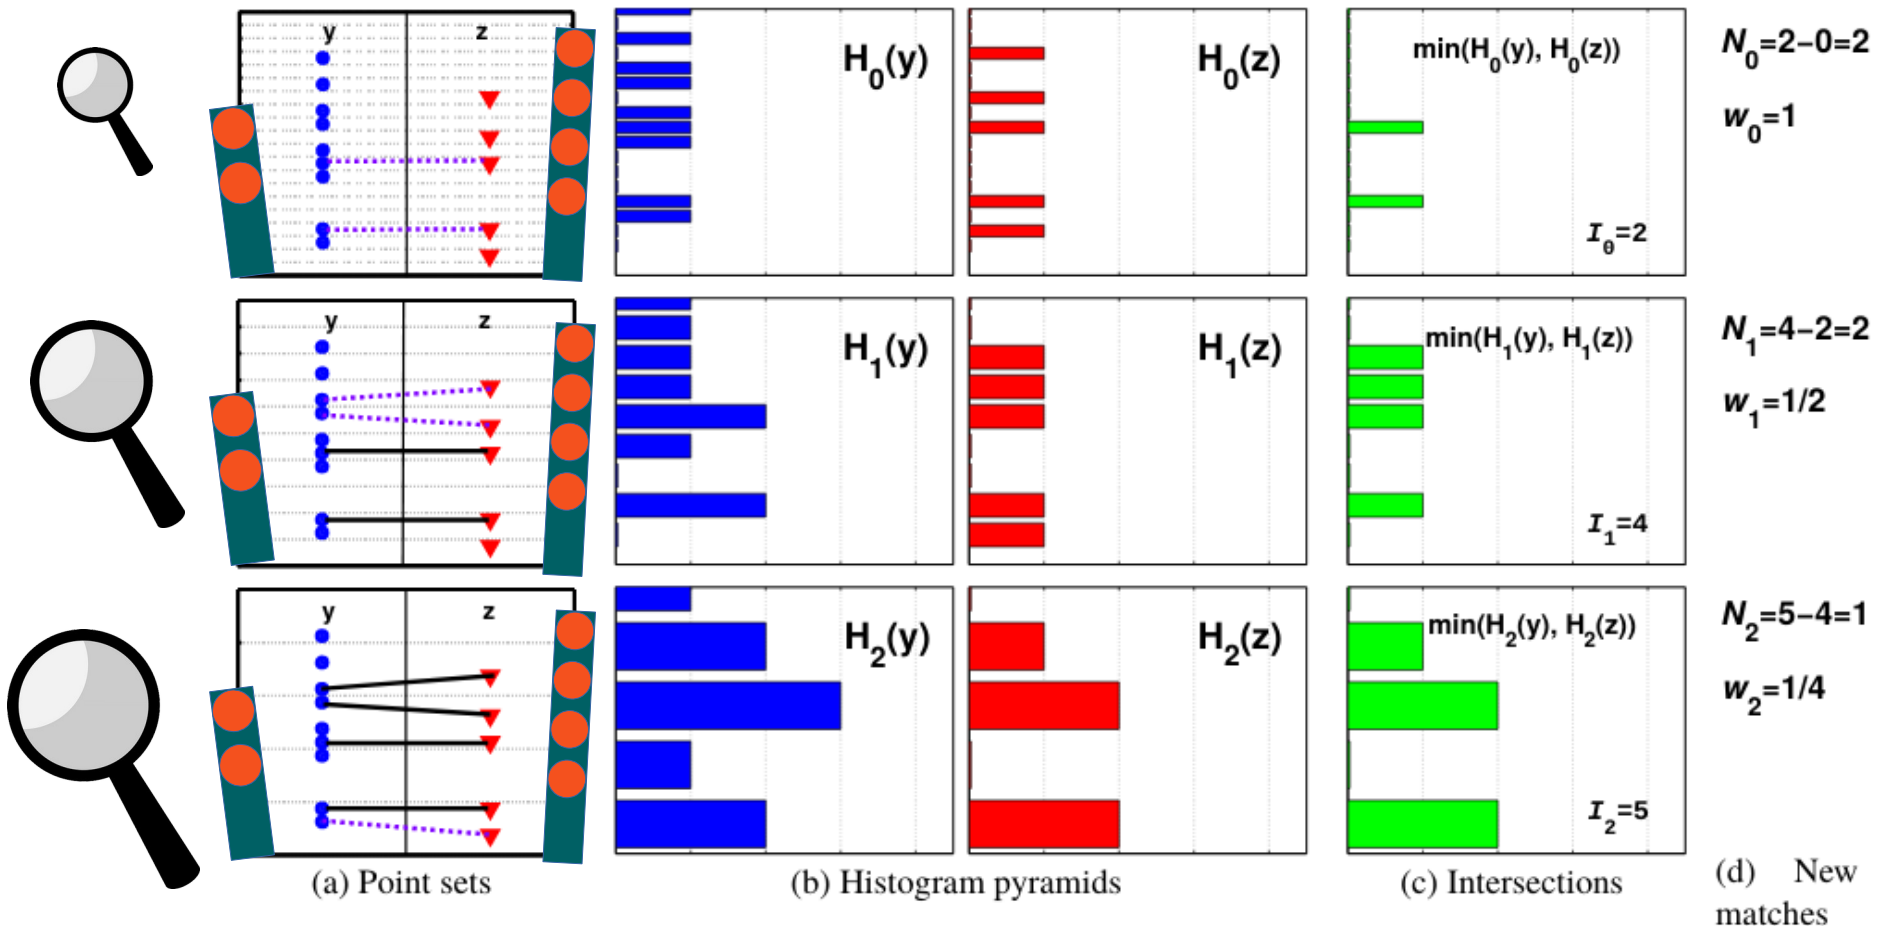 y z
H0(y)
H0(z)
min(H0(y), H0(z))
I0=2
N0=2−0=2
w0=1
y z
H1(y)
H1(z)
min(H1(y), H1(z))
I1=4
N1=4−2=2
w1=1/2
y z
H2(y)
H2(z)
min(H2(y), H2(z))
I2=5
N2=5−4=1
w2=1/4
(a) Point sets
(b) Histogram pyramids
(c) Intersections
(d) New
matches